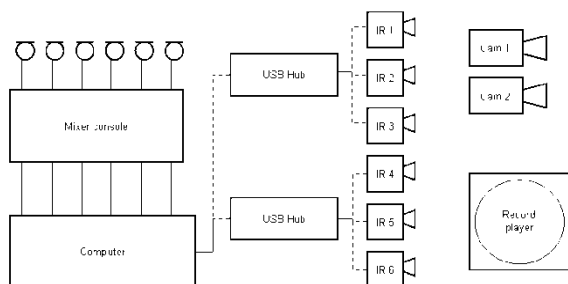 IR 1
Cam 1
USB Hub
IR 2
Cam 2
Mixer console
IR 3
IR 4
USB Hub
IR 5
Record
player
Computer
IR 6